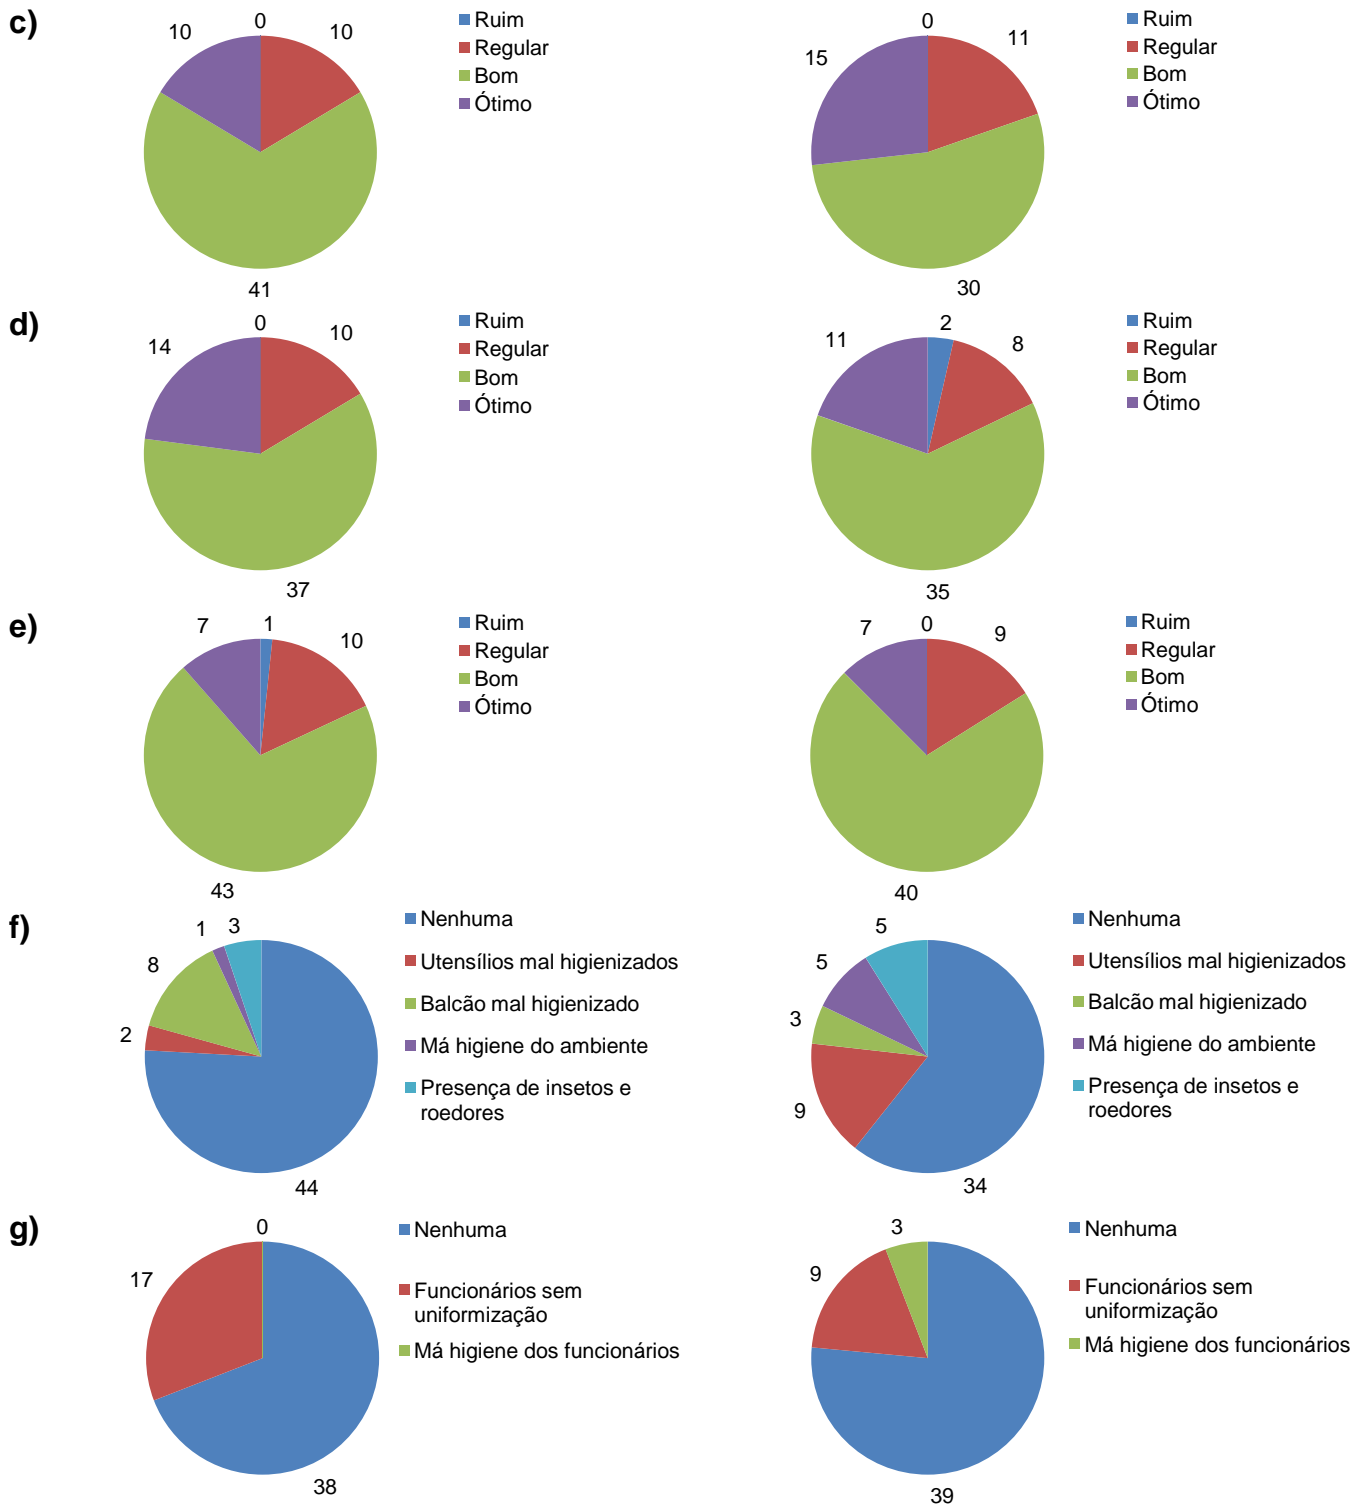 c)
10
0
10
41
Ruim
Regular
Bom
Ótimo
15
0
11
30
Ruim
Regular
Bom
Ótimo
d)
14
0
10
37
Ruim
Regular
Bom
Ótimo
11
2
8
35
Ruim
Regular
Bom
Ótimo
e)
7
1
10
43
Ruim
Regular
Bom
Ótimo
7
0
9
40
Ruim
Regular
Bom
Ótimo
f)
1
3
8
2
44
Nenhuma
Utensílios mal higienizados
Balcão mal higienizado
Má higiene do ambiente
Presença de insetos e
roedores
5
5
3
9
34
Nenhuma
Utensílios mal higienizados
Balcão mal higienizado
Má higiene do ambiente
Presença de insetos e
roedores
g)
0
17
38
Nenhuma
Funcionários sem
uniformização
Má higiene dos funcionários
3
9
39
Nenhuma
Funcionários sem
uniformização
Má higiene dos funcionários